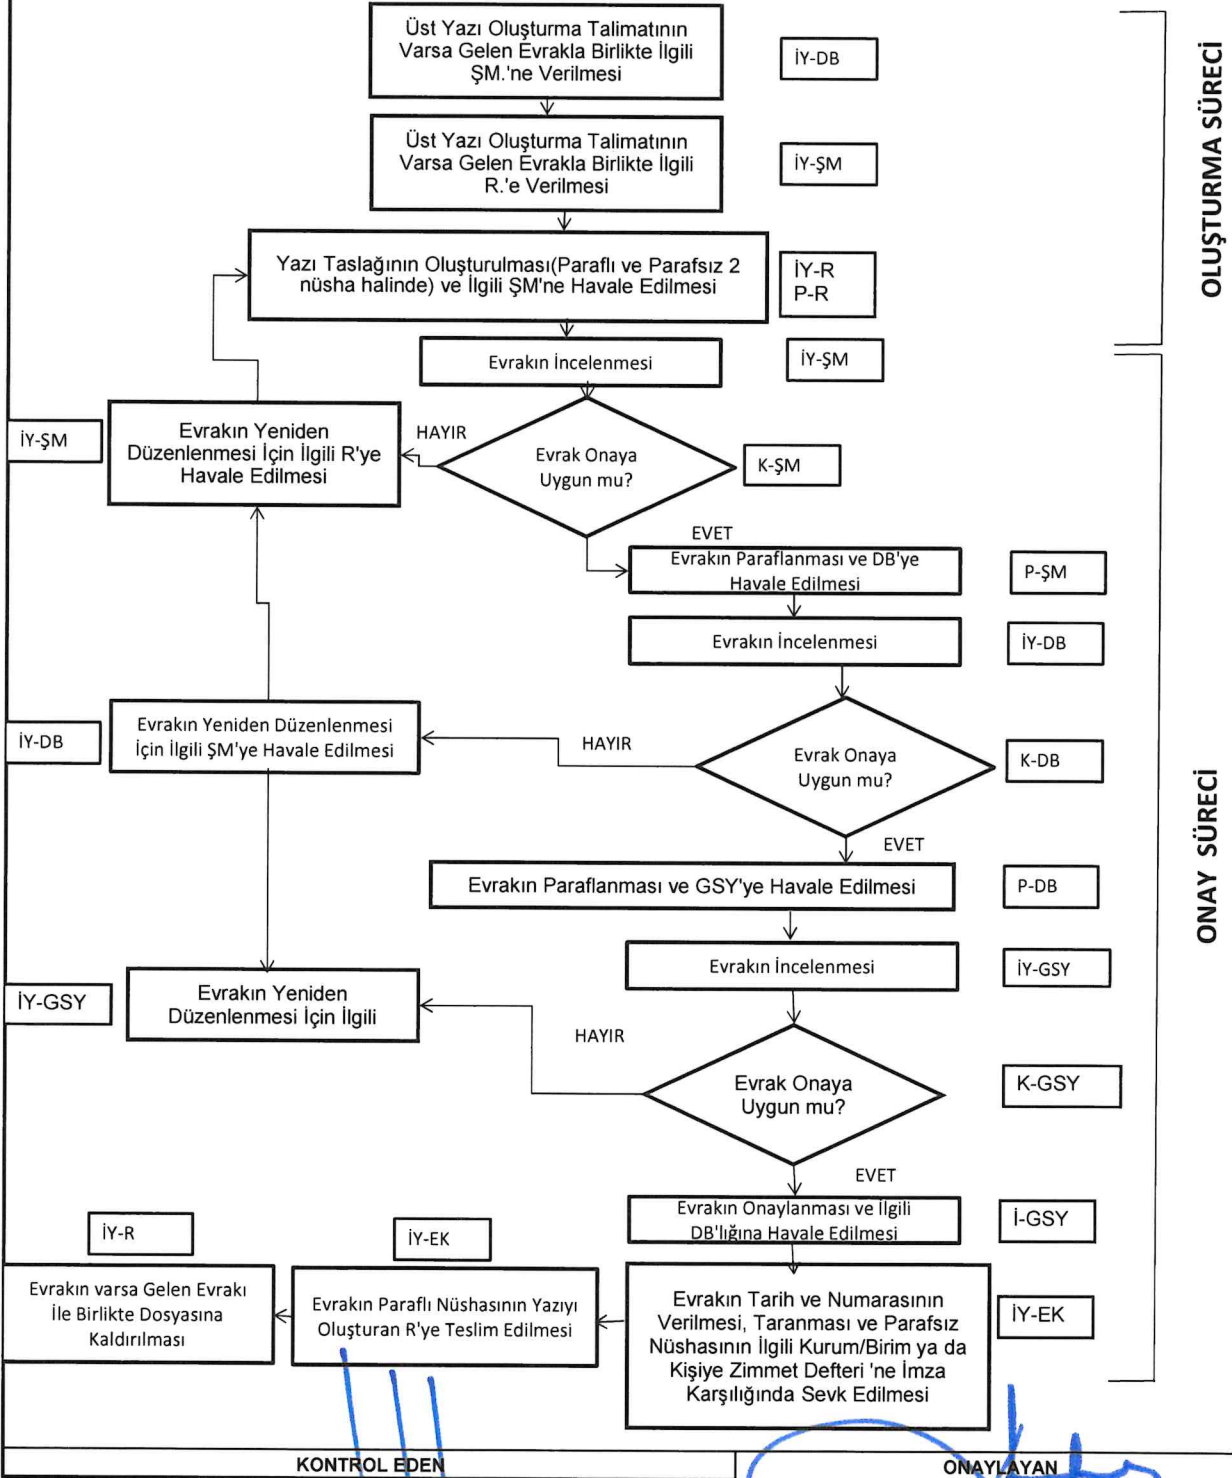 Üst Yazı Oluşturma Talimatının
Varsa Gelen Evrakla Birlikte İlgili
ŞM.'ne Verilmesi
İY-DB
OLUŞTURMA SÜRECİ
Üst Yazı Oluşturma Talimatının
Varsa Gelen Evrakla Birlikte İlgili
R.'e Verilmesi
İY-ŞM
Yazı Taslağının Oluşturulması(Paraflı ve Parafsız 2
nüsha halinde) ve İlgili ŞM'ne Havale Edilmesi
İY-R
P-R
Evrakın İncelenmesi
İY-ŞM
İY-ŞM
Evrakın Yeniden
Düzenlenmesi İçin İlgili R'ye
Havale Edilmesi
HAYIR
Evrak Onaya
Uygun mu?
K-ŞM
EVET
Evrakın Paraflanması ve DB'ye
Havale Edilmesi
P-ŞM
Evrakın İncelenmesi
İY-DB
İY-DB
Evrakın Yeniden Düzenlenmesi
İçin İlgili ŞM'ye Havale Edilmesi
HAYIR
Evrak Onaya
Uygun mu?
K-DB
ONAY SÜRECİ
EVET
Evrakın Paraflanması ve GSY'ye Havale Edilmesi
P-DB
Evrakın İncelenmesi
İY-GSY
İY-GSY
Evrakın Yeniden
Düzenlenmesi İçin İlgili
HAYIR
Evrak Onaya
Uygun mu?
K-GSY
EVET
Evrakın Onaylanması ve İlgili
DB'lığına Havale Edilmesi
İ-GSY
İY-R
İY-EK
Evrakın varsa Gelen Evrakı
İle Birlikte Dosyasına
Kaldırılması
Evrakın Paraflı Nüshasının Yazıyı
Oluşturan R'ye Teslim Edilmesi
Evrakın Tarih ve Numarasının
Verilmesi, Taranması ve Parafsız
Nüshasının İlgili Kurum/Birim ya da
Kişiye Zimmet Defteri 'ne İmza
Karşılığında Sevk Edilmesi
İY-EK
KONTROL EDEN
ONAYLAYAN